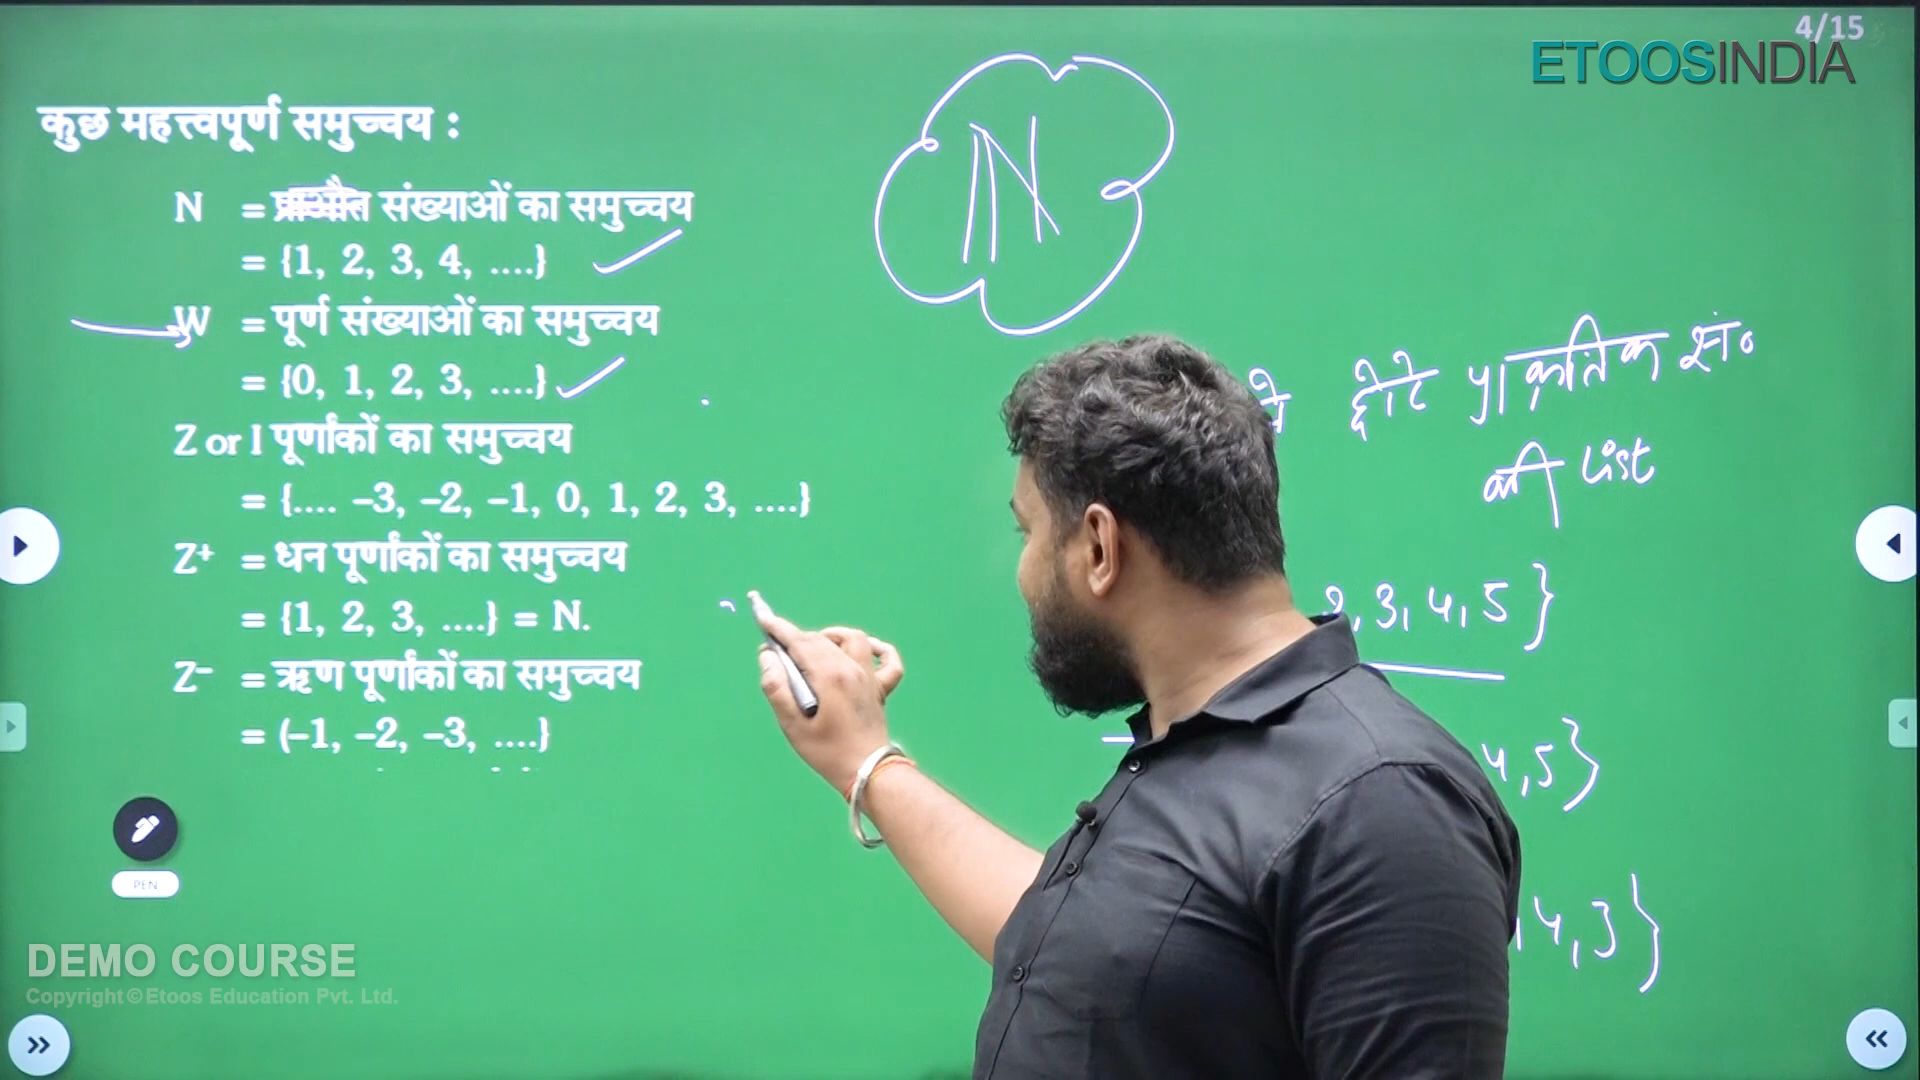 4/15
ETOOSINDIA
कुछ महत्त्वपूर्ण समुच्चय :
N = संख्याओं का समुच्चय
= {1, 2, 3, 4, ....}
W = पूर्ण संख्याओं का समुच्चय
= {0, 1, 2, 3, ....}
Z or I पूर्णांकों का समुच्चय
= {.... –3, –2, –1, 0, 1, 2, 3, ....}
Z⁺ = धन पूर्णांकों का समुच्चय
= {1, 2, 3, ....} = N.
Z⁻ = ऋण पूर्णांकों का समुच्चय
= (–1, –2, –3, ....}
N
छोटे प्राकृतिक सं०
की List
, 3, 4, 5 }
4, 5}
, 4, 3}
PEN
DEMO COURSE
Copyright © Etoos Education Pvt. Ltd.